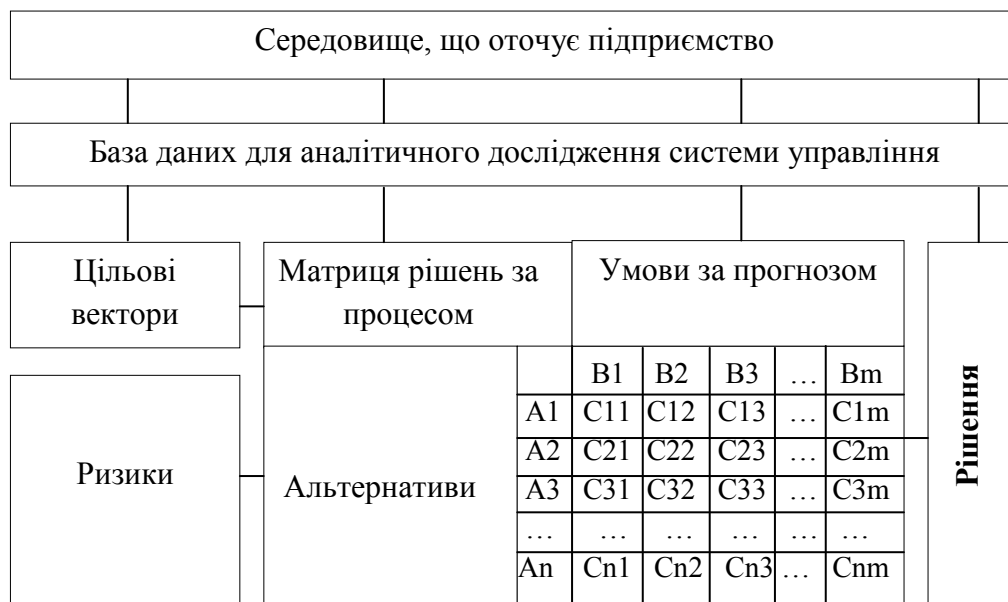 Середовище, що оточує підприємство
База даних для аналітичного дослідження системи управління
Цільові
вектори
Матриця рішень за
процесом
Умови за прогнозом
Ризики
Альтернативи
B1 B2 B3 … Bm
A1 C11 C12 C13 … C1m
A2 C21 C22 C23 … C2m
A3 C31 C32 C33 … C3m
… … … … … …
An Cn1 Cn2 Cn3 … Cnm
Рішення